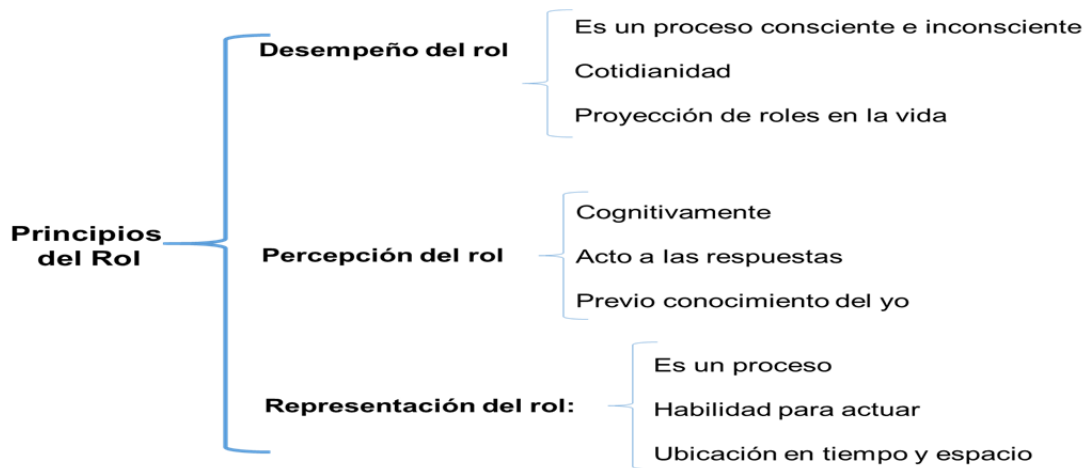 Principios
del Rol
Desempeño del rol
Es un proceso consciente e inconsciente
Cotidianidad
Proyección de roles en la vida
Percepción del rol
Cognitivamente
Acto a las respuestas
Previo conocimiento del yo
Representación del rol:
Es un proceso
Habilidad para actuar
Ubicación en tiempo y espacio